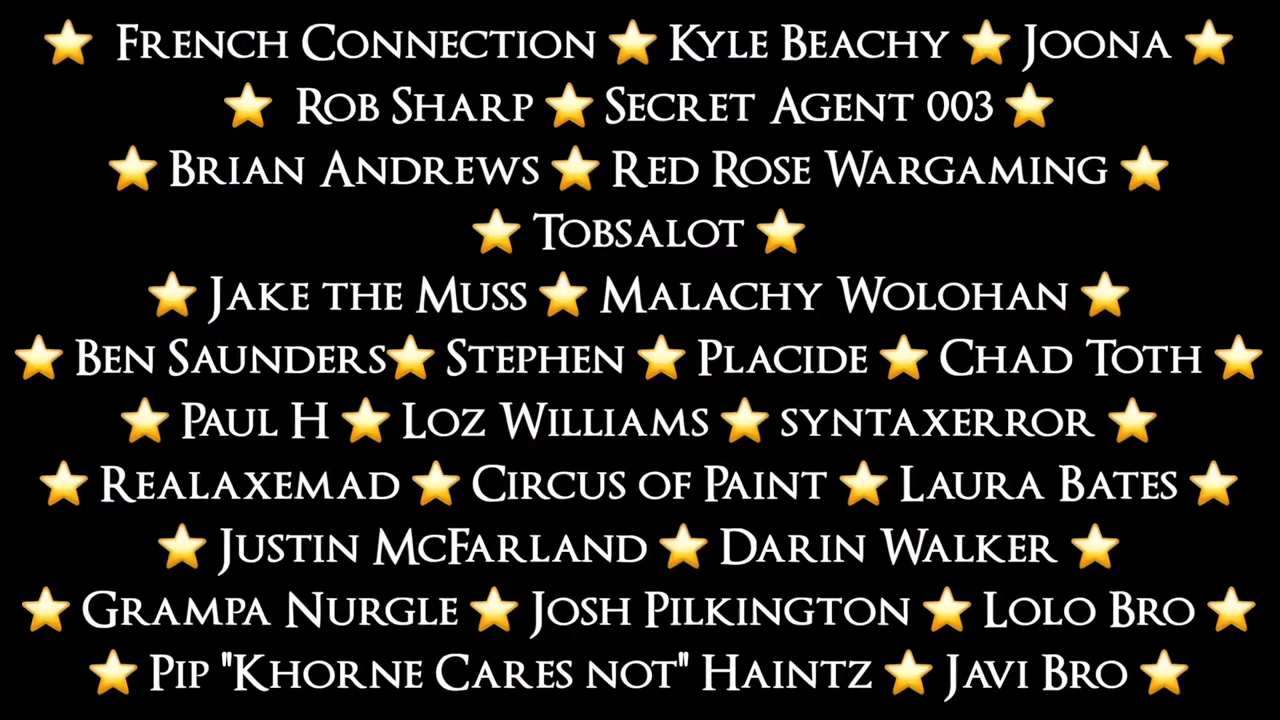 ⭐ French Connection ⭐ Kyle Beachy ⭐ Joona ⭐
⭐ Rob Sharp ⭐ Secret Agent 003 ⭐
⭐ Brian Andrews ⭐ Red Rose Wargaming ⭐
⭐ Tobsalot ⭐
⭐ Jake the Muss ⭐ Malachy Wolohan ⭐
⭐ Ben Saunders⭐ Stephen ⭐ Placide ⭐ Chad Toth ⭐
⭐ Paul H ⭐ Loz Williams ⭐ syntaxerror ⭐
⭐ Realaxemad ⭐ Circus of Paint ⭐ Laura Bates ⭐
⭐ Justin McFarland ⭐ Darin Walker ⭐
⭐ Grampa Nurgle ⭐ Josh Pilkington ⭐ Lolo Bro ⭐
⭐ Pip "Khorne Cares not" Haintz ⭐ Javi Bro ⭐